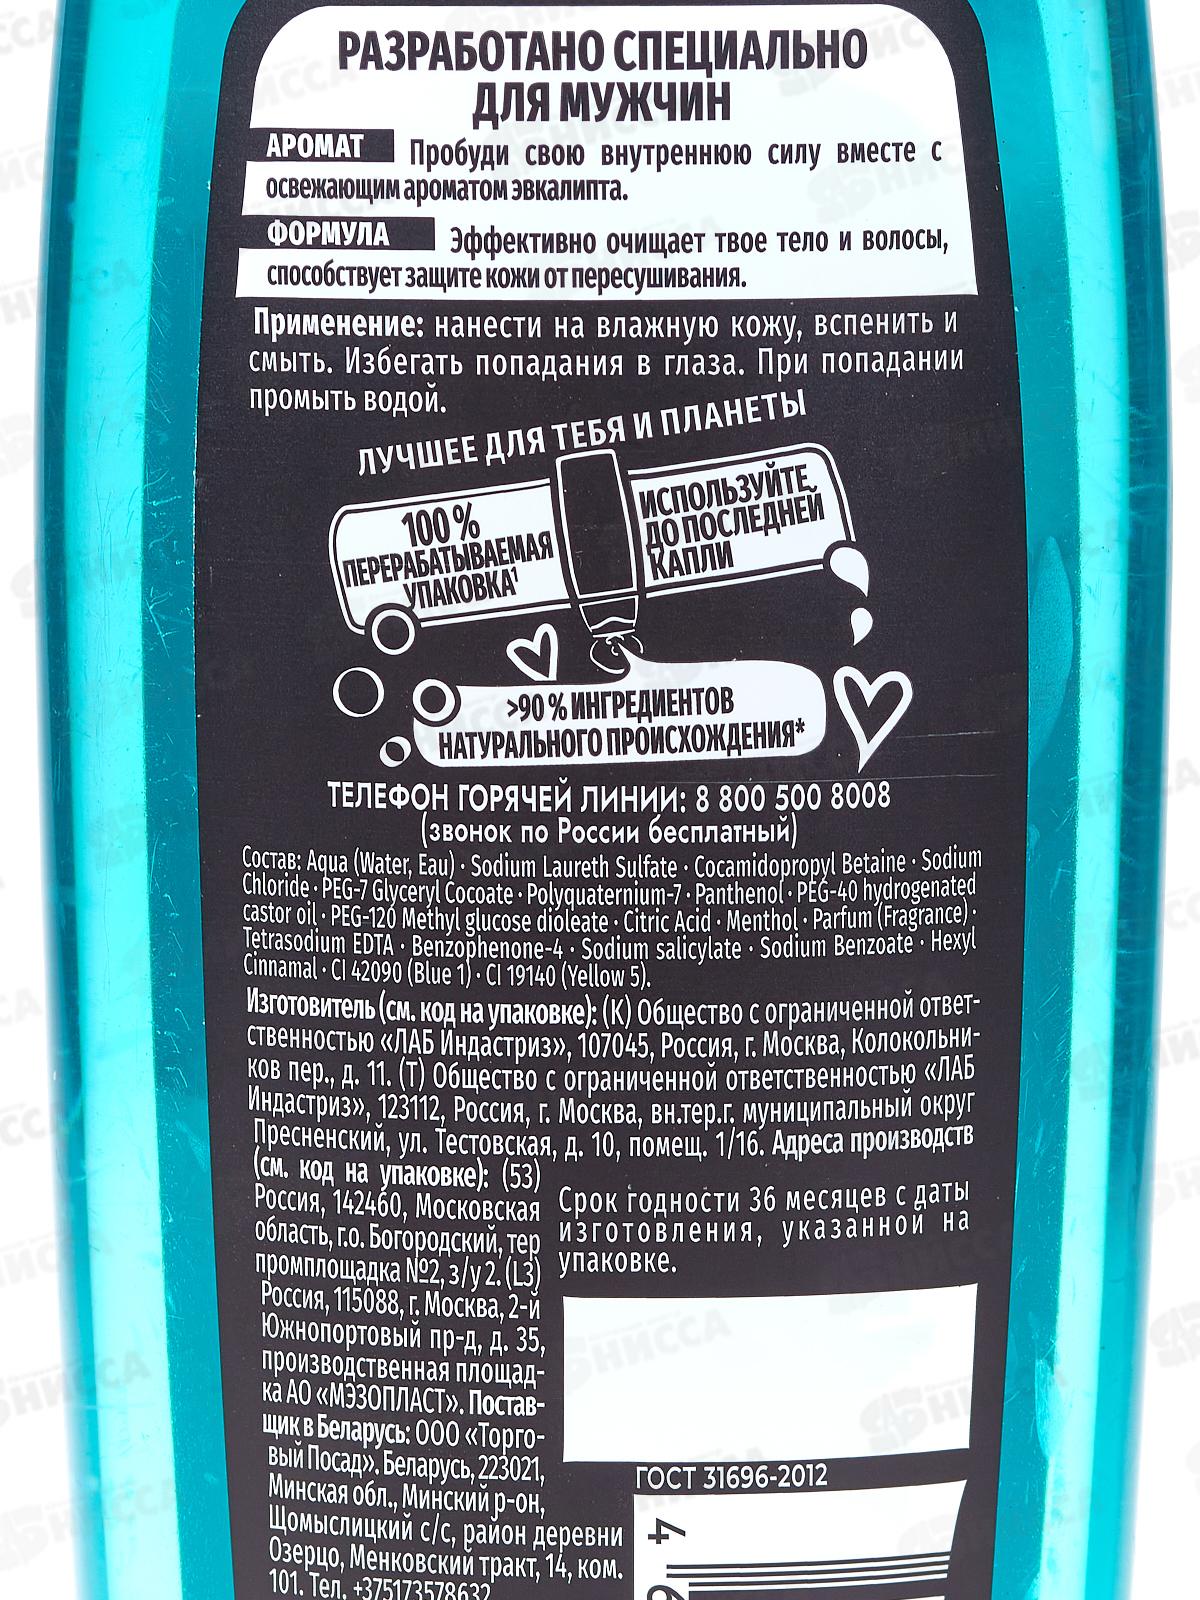 РАЗРАБОТАНО СПЕЦИАЛЬНО
ДЛЯ МУЖЧИН
АРОМАТ Пробуди свою внутреннюю силу вместе с
освежающим ароматом эвкалипта.
ФОРМУЛА Эффективно очищает твое тело и волосы,
способствует защите кожи от пересушивания.
Применение: нанести на влажную кожу, вспенить и
смыть. Избегать попадания в глаза. При попадании
промыть водой.
ЛУЧШЕЕ ДЛЯ ТЕБЯ И ПЛАНЕТЫ
100 %
ПЕРЕРАБАТЫВАЕМАЯ
УПАКОВКА¹
ИСПОЛЬЗУЙТЕ
ДО ПОСЛЕДНЕЙ
КАПЛИ
>90 % ИНГРЕДИЕНТОВ
НАТУРАЛЬНОГО ПРОИСХОЖДЕНИЯ*
ТЕЛЕФОН ГОРЯЧЕЙ ЛИНИИ: 8 800 500 8008
(звонок по России бесплатный)
Состав: Aqua (Water, Eau) · Sodium Laureth Sulfate · Cocamidopropyl Betaine · Sodium
Chloride · PEG-7 Glyceryl Cocoate · Polyquaternium-7 · Panthenol · PEG-40 hydrogenated
castor oil · PEG-120 Methyl glucose dioleate · Citric Acid · Menthol · Parfum (Fragrance) ·
Tetrasodium EDTA · Benzophenone-4 · Sodium salicylate · Sodium Benzoate · Hexyl
Cinnamal · CI 42090 (Blue 1) · CI 19140 (Yellow 5).
Изготовитель (см. код на упаковке): (К) Общество с ограниченной ответ-
ственностью «ЛАБ Индастриз», 107045, Россия, г. Москва, Колокольни-
ков пер., д. 11. (Т) Общество с ограниченной ответственностью «ЛАБ
Индастриз», 123112, Россия, г. Москва, вн.тер.г. муниципальный округ
Пресненский, ул. Тестовская, д. 10, помещ. 1/16. Адреса производств
(см. код на упаковке): (53)
Россия, 142460, Московская
область, г.о. Богородский, тер
промплощадка №2, з/у 2. (L3)
Россия, 115088, г. Москва, 2-й
Южнопортовый пр-д, д. 35,
производственная площад-
ка АО «МЭЗОПЛАСТ». Постав-
щик в Беларусь: ООО «Торго-
вый Посад». Беларусь, 223021,
Минская обл., Минский р-он,
Щомыслицкий с/с, район деревни
Озерцо, Менковский тракт, 14, ком.
101. Тел. +375173578632
Срок годности 36 месяцев с даты
изготовления, указанной на
упаковке.
ГОСТ 31696-2012
4
6